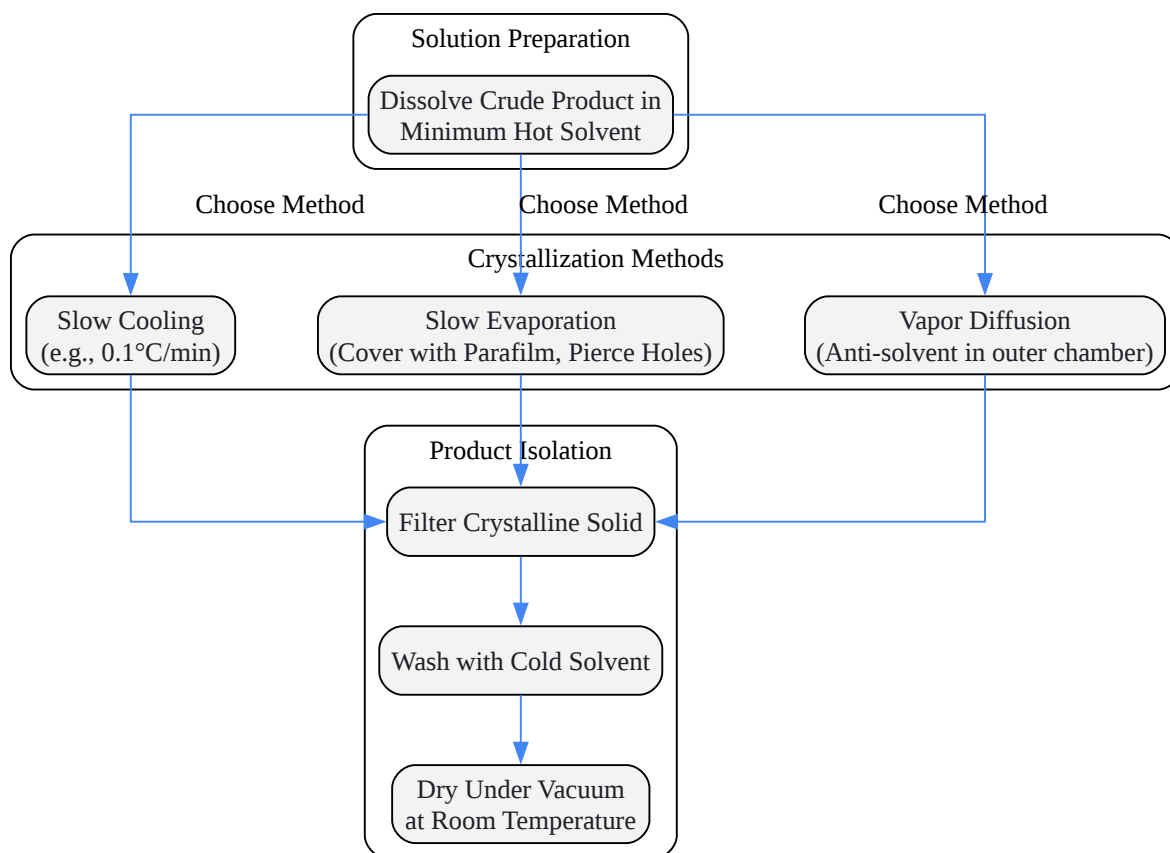 Solution Preparation
Dissolve Crude Product in
Minimum Hot Solvent
Choose Method
Choose Method
Choose Method
Crystallization Methods
Slow Cooling
(e.g., 0.1°C/min)
Slow Evaporation
(Cover with Parafilm, Pierce Holes)
Vapor Diffusion
(Anti-solvent in outer chamber)
Product Isolation
Filter Crystalline Solid
Wash with Cold Solvent
Dry Under Vacuum
at Room Temperature